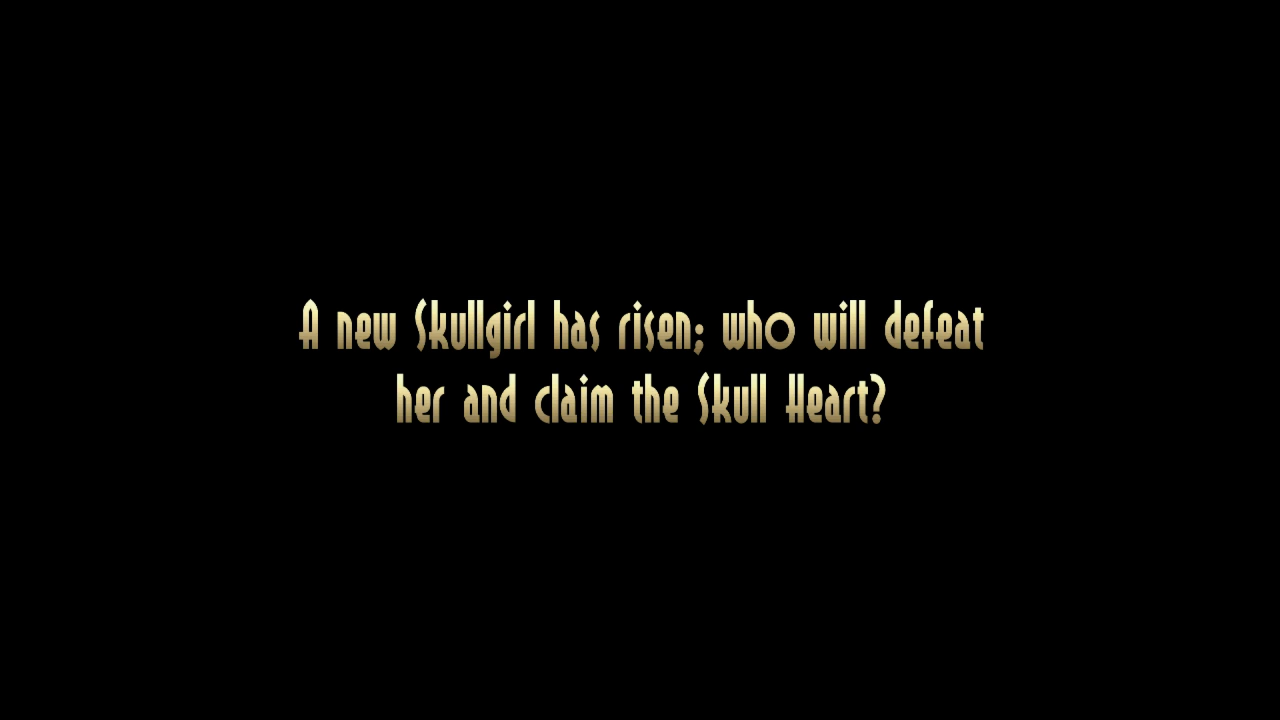 A new Skullgirl has risen; who will defeat
her and claim the Skull Heart?